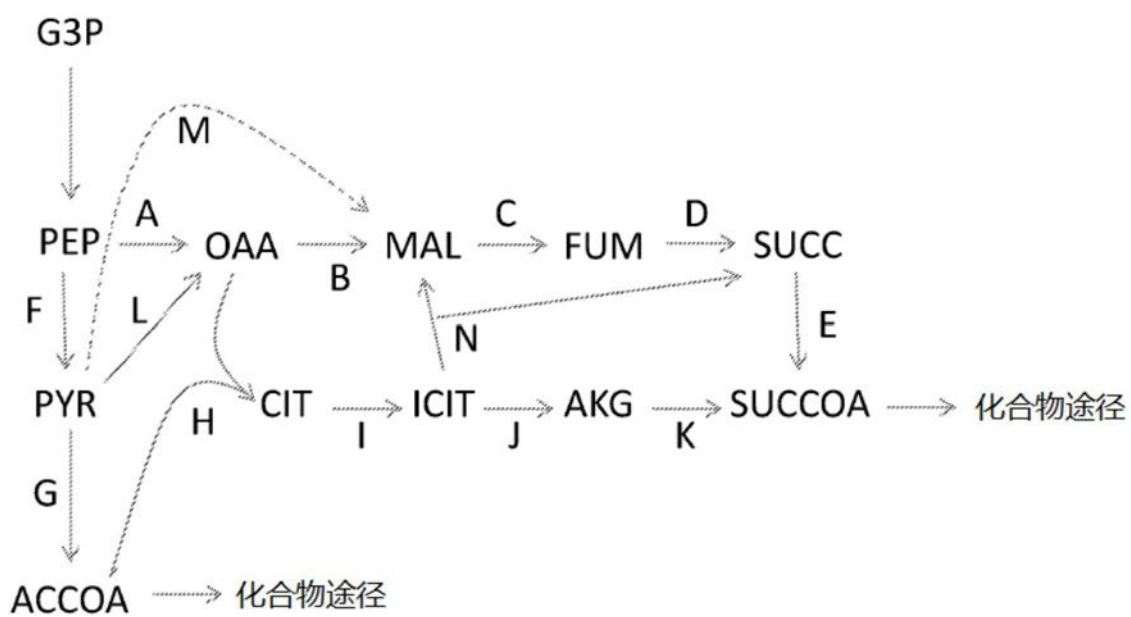 G3P
M
PEP
A
OAA
B
MAL
C
FUM
D
SUCC
F
L
N
E
PYR
H
CIT
I
ICIT
J
AKG
K
SUCCOA
化合物途径
G
ACCOA
化合物途径